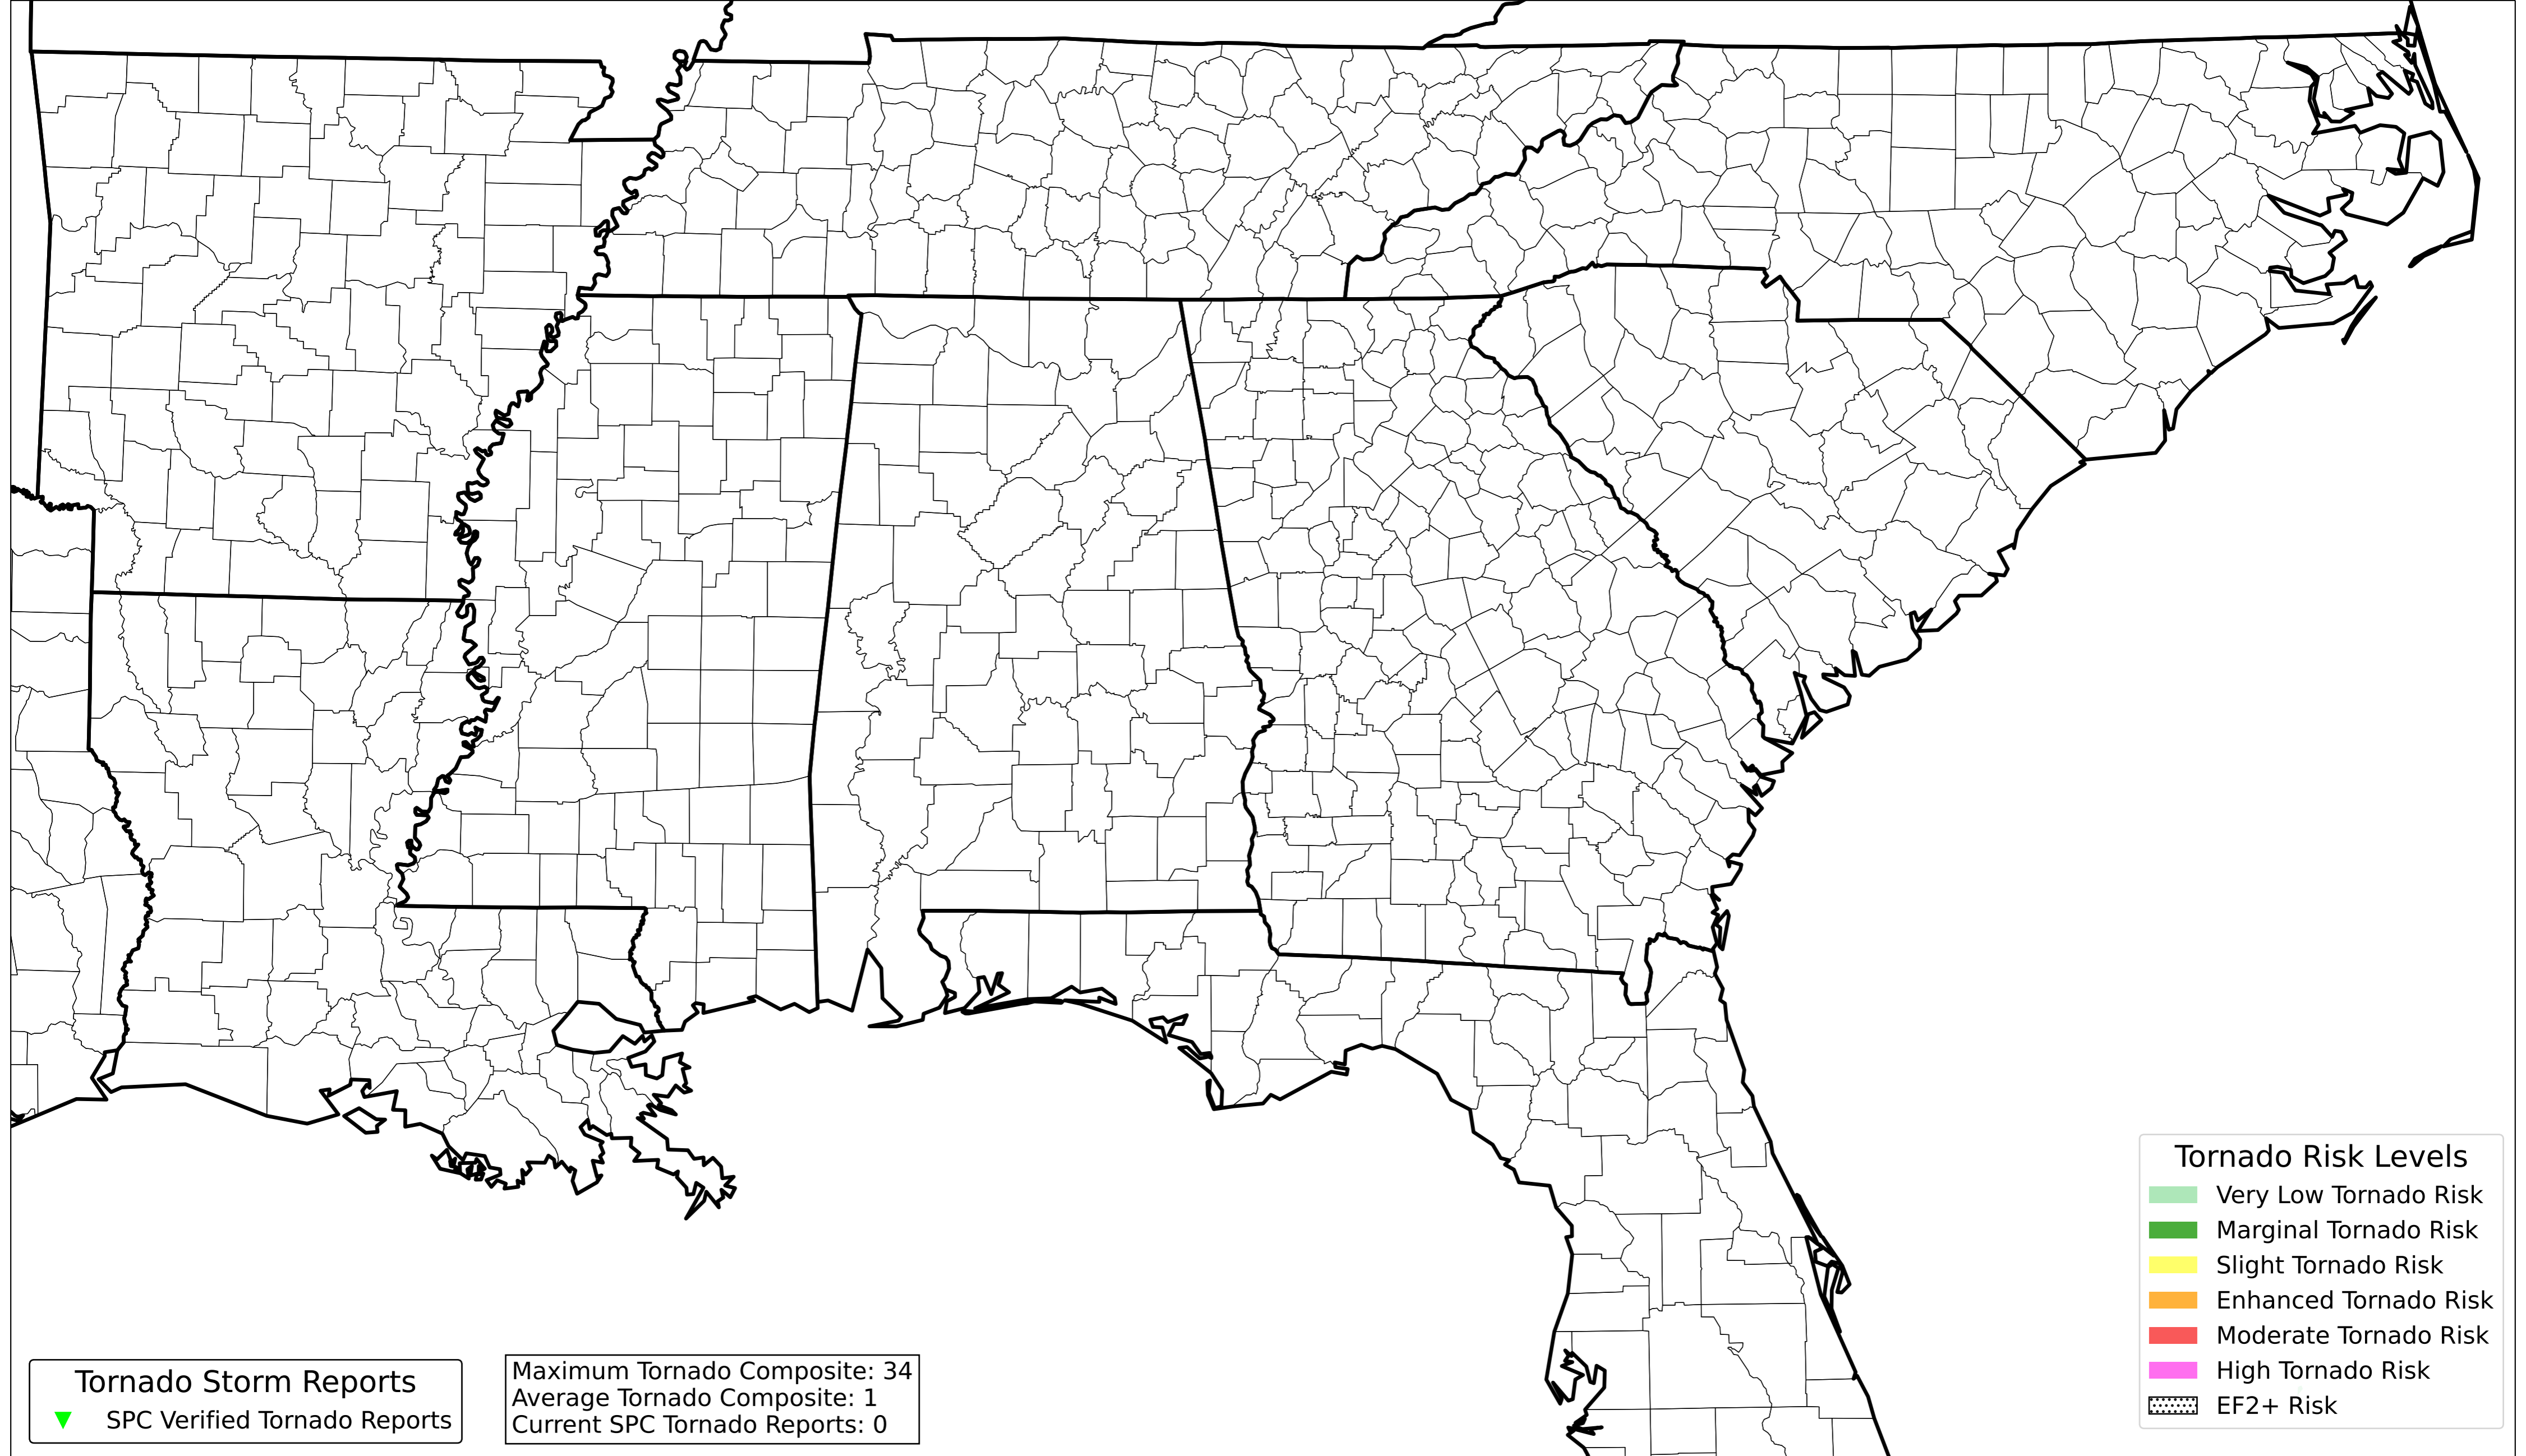 Tornado Storm Reports
SPC Verified Tornado Reports
Maximum Tornado Composite: 34
Average Tornado Composite: 1
Current SPC Tornado Reports: 0
Tornado Risk Levels
Very Low Tornado Risk
Marginal Tornado Risk
Slight Tornado Risk
Enhanced Tornado Risk
Moderate Tornado Risk
High Tornado Risk
EF2+ Risk